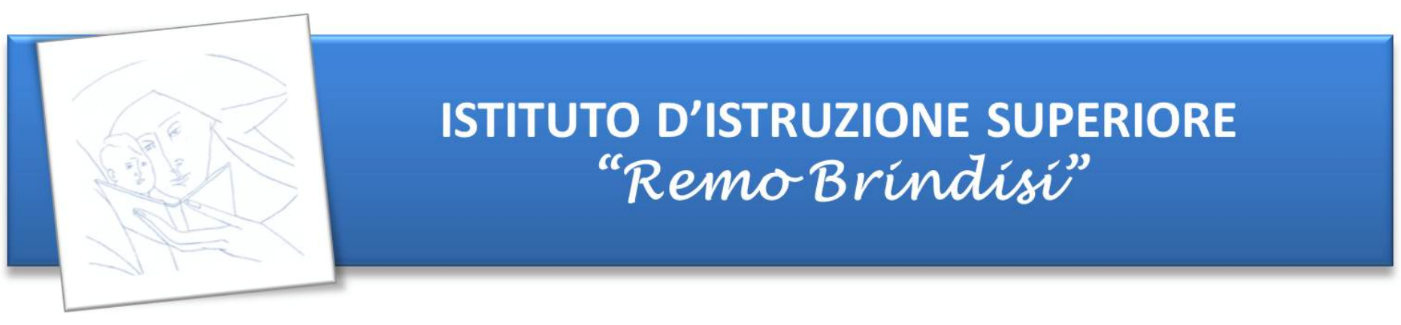 ISTITUTO D’ISTRUZIONE SUPERIORE
“Remo Brindisi”